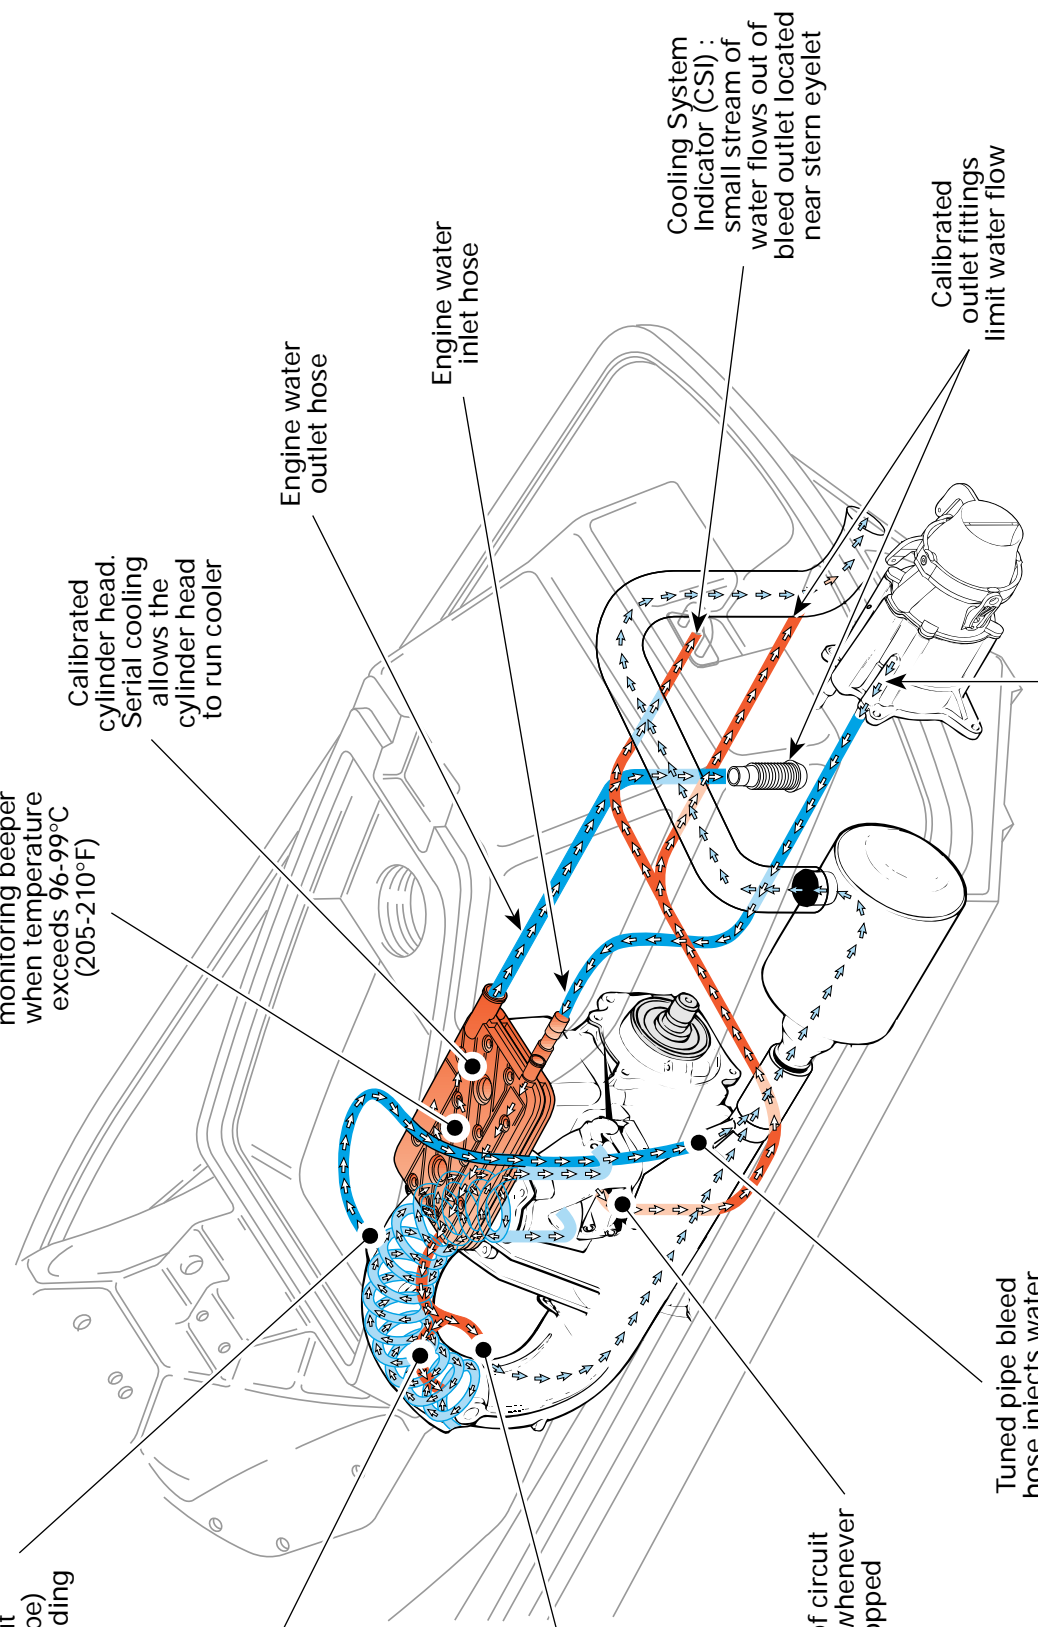 monitoring beeper
when temperature
exceeds 96-99°C
(205-210°F)
Calibrated
cylinder head.
Serial cooling
allows the
cylinder head
to run cooler
Engine water
outlet hose
Engine water
inlet hose
Cooling System
Indicator (CSI) :
small stream of
water flows out of
bleed outlet located
near stern eyelet
Calibrated
outlet fittings
limit water flow
Tuned pipe bleed
hose injects water
of circuit
whenever